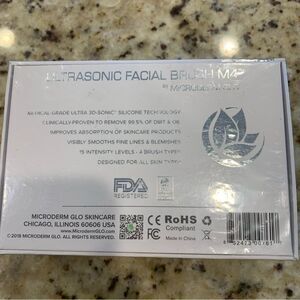 ULTRASONIC FACIAL BRUSH
BY MICRODERM GLO
MEDICAL-GRADE ULTRA 3D-SONIC SILICONE TECHNOLOGY
CLINICALLY-PROVEN TO REMOVE 99.5% OF DIRT & OIL
IMPROVES ABSORPTION OF SKINCARE PRODUCTS
VISIBLY SMOOTHS FINE LINES & BLEMISHES
15 INTENSITY LEVELS - 4 BRUSH TYPES
DESIGNED FOR ALL SKIN TYPES
FDA
REGISTERED
MICRODERM GLO SKINCARE
CHICAGO, ILLINOIS 60606 USA
www.MicrodermGlo.com
© 2018 MICRODERM GLO. ALL RIGHTS RESERVED.
CE RoHS
COMPLIANT
MADE IN CHINA